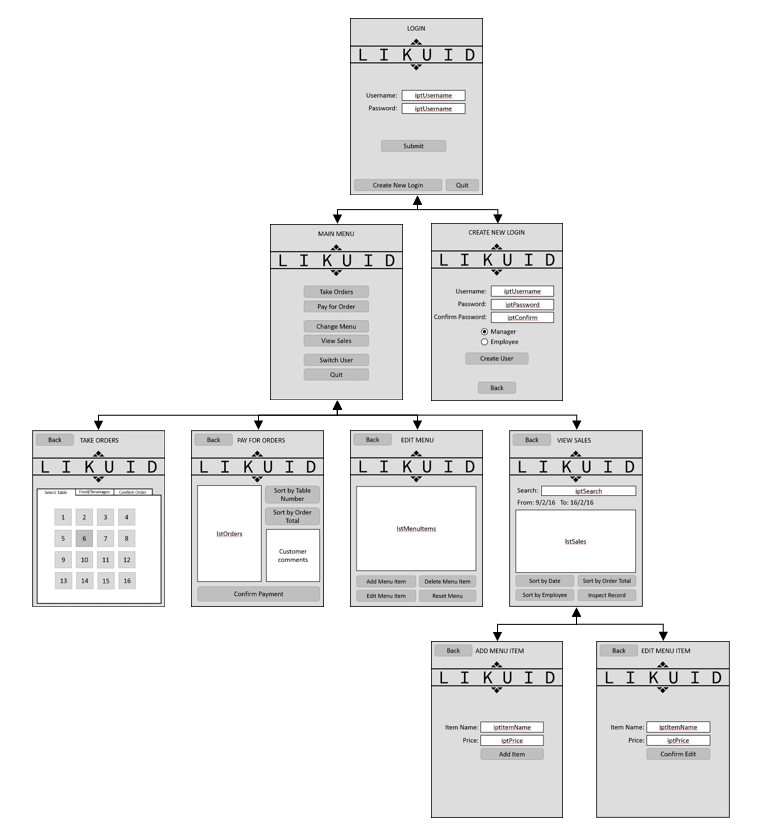 LOGIN
LIKUID
Username: iptUsername
Password: iptUsername
Submit
Create New Login Quit
MAIN MENU
LIKUID
Take Orders
Pay for Order
Change Menu
View Sales
Switch User
Quit
CREATE NEW LOGIN
LIKUID
Username: iptUsername
Password: iptPassword
Confirm Password: iptConfirm
Manager
Employee
Create User
Back
Back TAKE ORDERS
LIKUID
Select Table Food/Beverages Confirm Order
1 2 3 4
5 6 7 8
9 10 11 12
13 14 15 16
Back PAY FOR ORDERS
LIKUID
lstOrders
Sort by Table
Number
Sort by Order
Total
Customer
comments
Confirm Payment
Back EDIT MENU
LIKUID
lstMenuItems
Add Menu Item Delete Menu Item
Edit Menu Item Reset Menu
Back VIEW SALES
LIKUID
Search: iptSearch
From: 9/2/16 To: 16/2/16
lstSales
Sort by Date Sort by Order Total
Sort by Employee Inspect Record
Back ADD MENU ITEM
LIKUID
Item Name: iptItemName
Price: iptPrice
Add Item
Back EDIT MENU ITEM
LIKUID
Item Name: iptItemName
Price: iptPrice
Confirm Edit